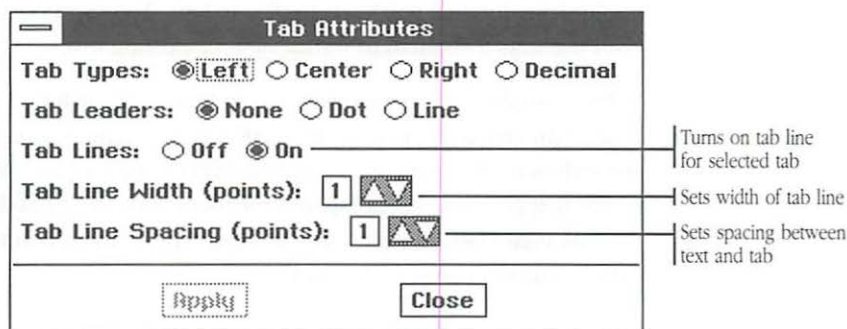 Tab Attributes
Tab Types: Left Center Right Decimal
Tab Leaders: None Dot Line
Tab Lines: Off On
Turns on tab line
for selected tab
Tab Line Width (points): 1
Sets width of tab line
Tab Line Spacing (points): 1
Sets spacing between
text and tab
Apply Close